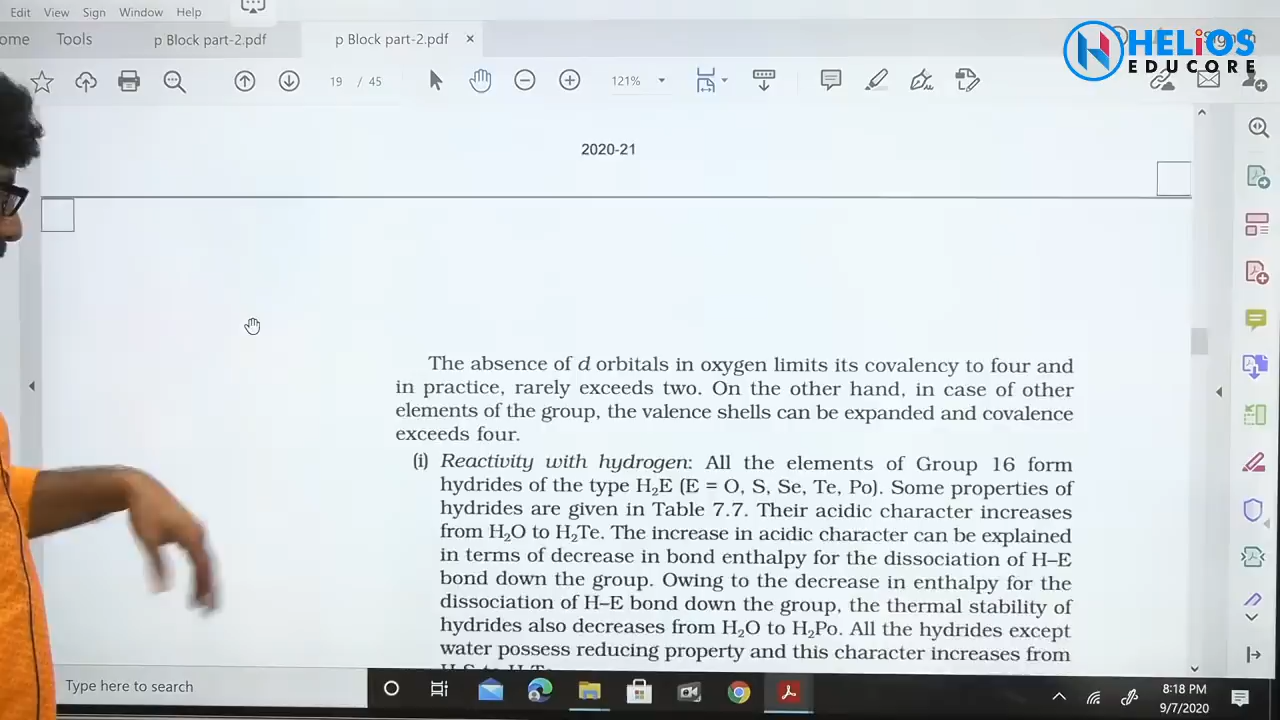 Edit View Sign Window Help
ome Tools p Block part-2.pdf p Block part-2.pdf ×
HELiOS
EDUCORE
19 / 45 121%
2020-21
The absence of d orbitals in oxygen limits its covalency to four and
in practice, rarely exceeds two. On the other hand, in case of other
elements of the group, the valence shells can be expanded and covalence
exceeds four.
(i) Reactivity with hydrogen: All the elements of Group 16 form
hydrides of the type H₂E (E = O, S, Se, Te, Po). Some properties of
hydrides are given in Table 7.7. Their acidic character increases
from H₂O to H₂Te. The increase in acidic character can be explained
in terms of decrease in bond enthalpy for the dissociation of H–E
bond down the group. Owing to the decrease in enthalpy for the
dissociation of H–E bond down the group, the thermal stability of
hydrides also decreases from H₂O to H₂Po. All the hydrides except
water possess reducing property and this character increases from
Type here to search
8:18 PM
9/7/2020